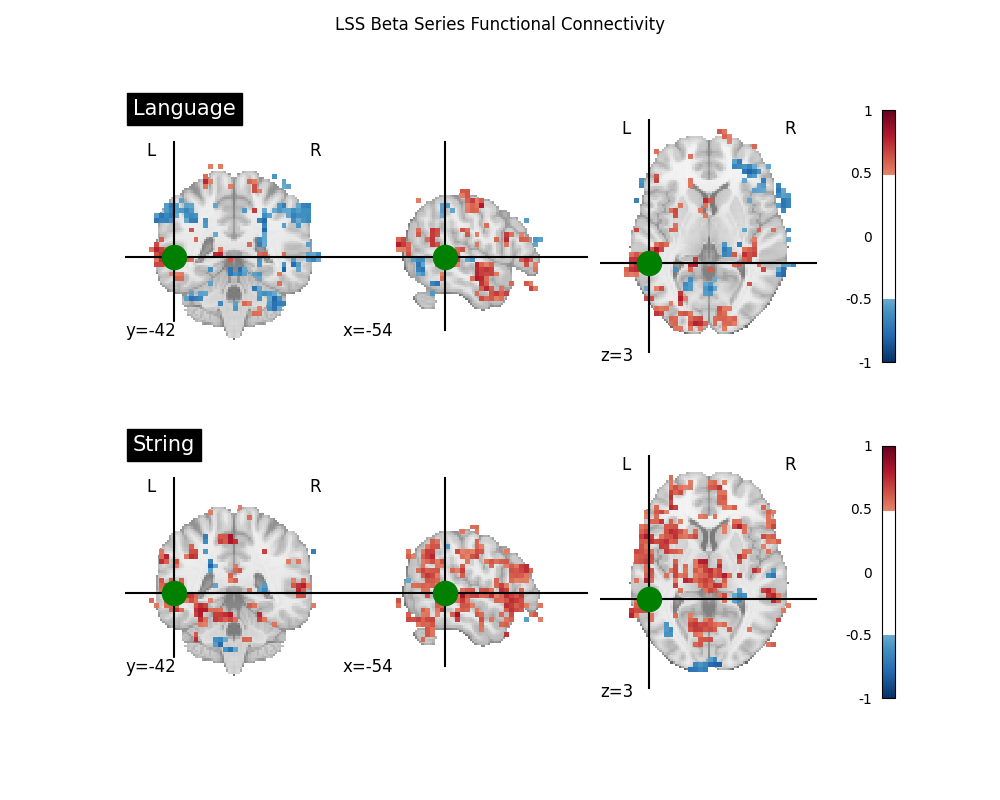 LSS Beta Series Functional Connectivity
Language
L R
L R
y=-42
x=-54
z=3
1
0.5
0
-0.5
-1
String
L R
L R
y=-42
x=-54
z=3
1
0.5
0
-0.5
-1